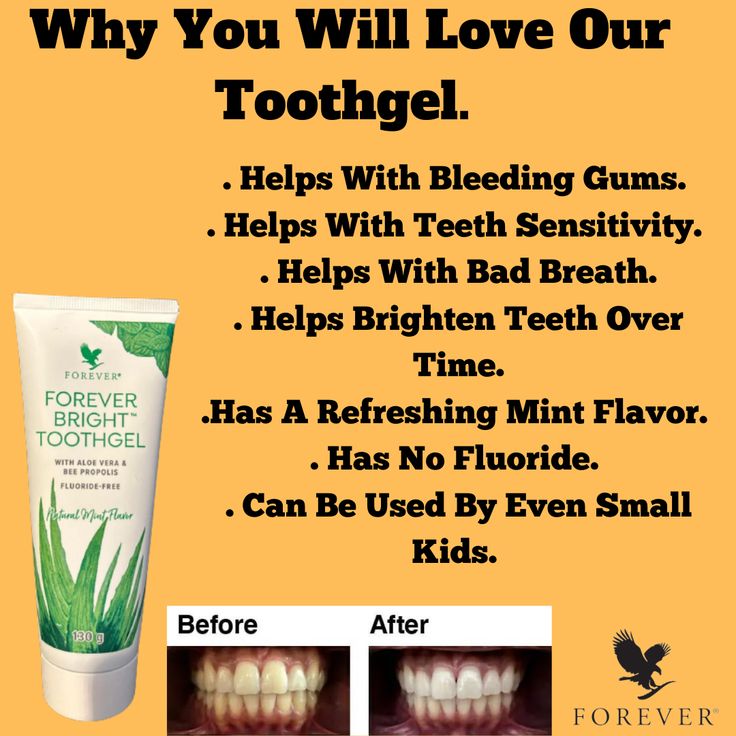 Why You Will Love Our
Toothgel.
. Helps With Bleeding Gums.
. Helps With Teeth Sensitivity.
. Helps With Bad Breath.
. Helps Brighten Teeth Over
Time.
.Has A Refreshing Mint Flavor.
. Has No Fluoride.
. Can Be Used By Even Small
Kids.
FOREVER®
FOREVER
BRIGHT™
TOOTHGEL
WITH ALOE VERA &
BEE PROPOLIS
FLUORIDE-FREE
Natural Mint Flavor
130 g
Before
After
FOREVER®